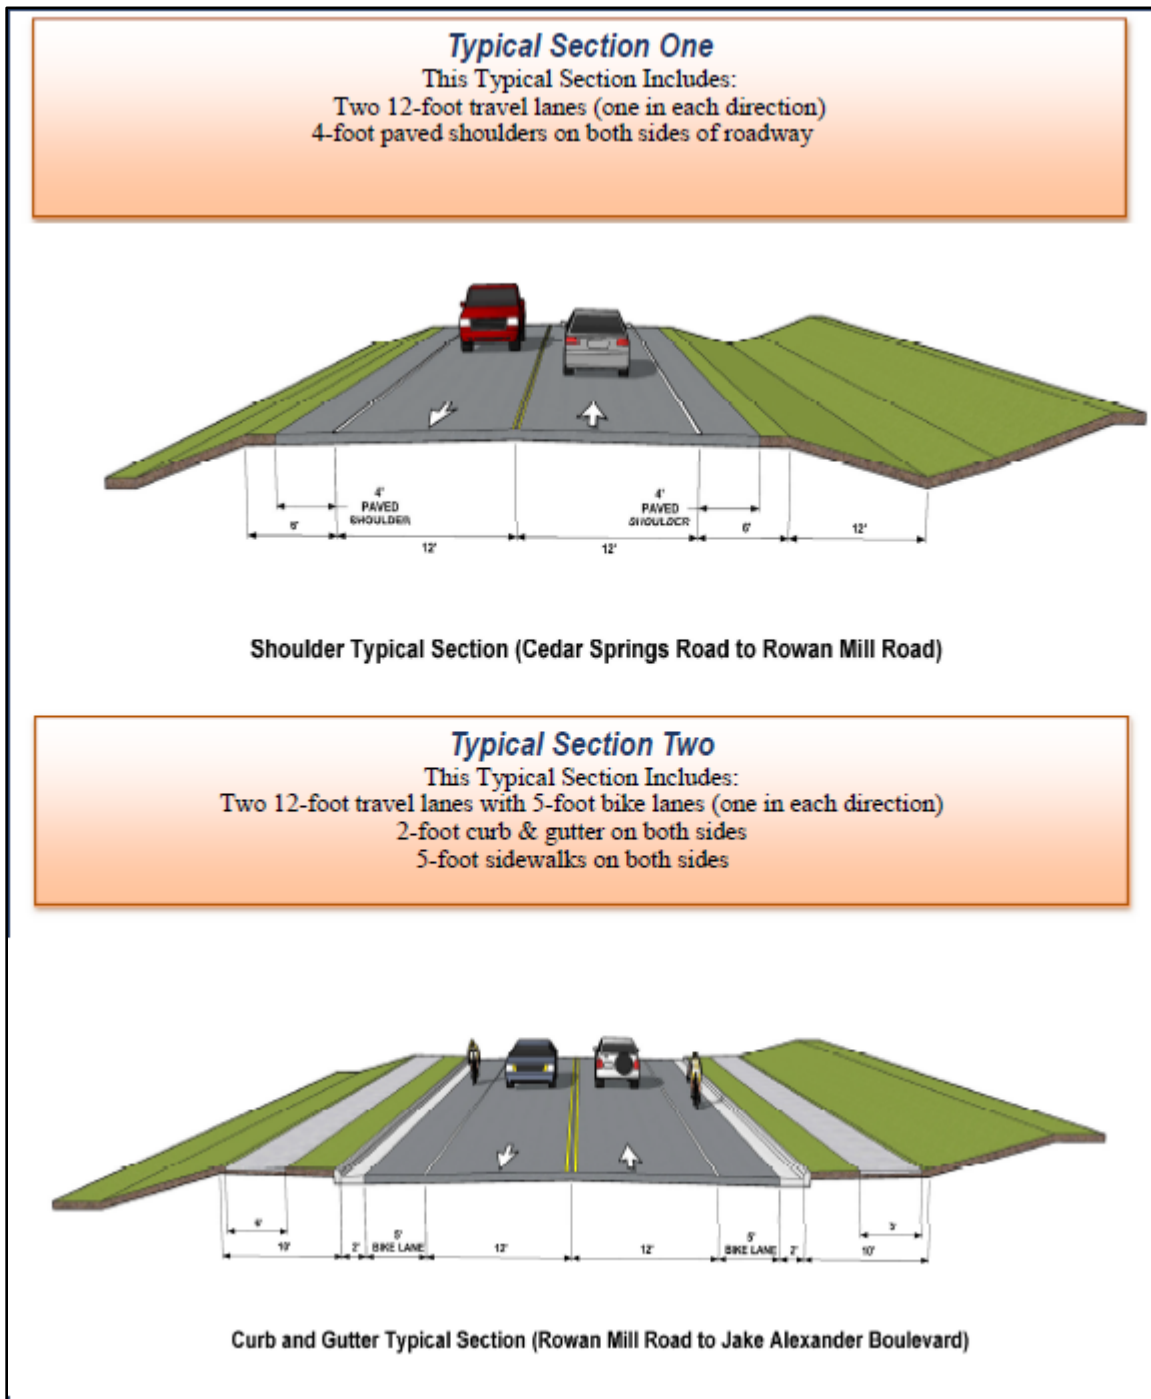 Typical Section One
This Typical Section Includes:
Two 12-foot travel lanes (one in each direction)
4-foot paved shoulders on both sides of roadway
4'
PAVED
SHOULDER
4'
PAVED
SHOULDER
6'
12'
12'
6'
12'
Shoulder Typical Section (Cedar Springs Road to Rowan Mill Road)
Typical Section Two
This Typical Section Includes:
Two 12-foot travel lanes with 5-foot bike lanes (one in each direction)
2-foot curb & gutter on both sides
5-foot sidewalks on both sides
5'
BIKE LANE
5'
BIKE LANE
10'
2'
12'
12'
2'
10'
Curb and Gutter Typical Section (Rowan Mill Road to Jake Alexander Boulevard)